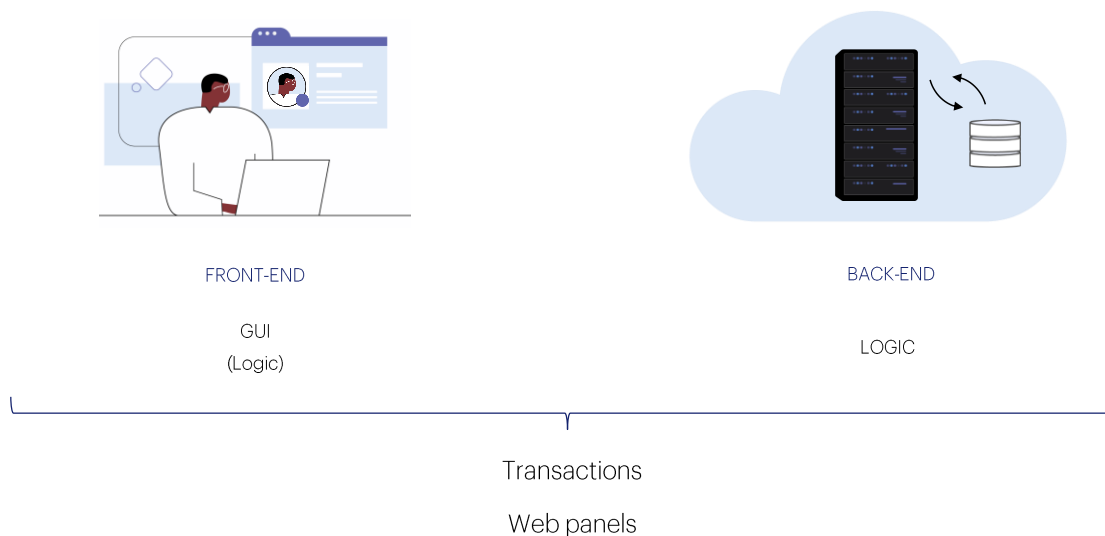 FRONT-END
BACK-END
GUI
(Logic)
LOGIC
Transactions
Web panels